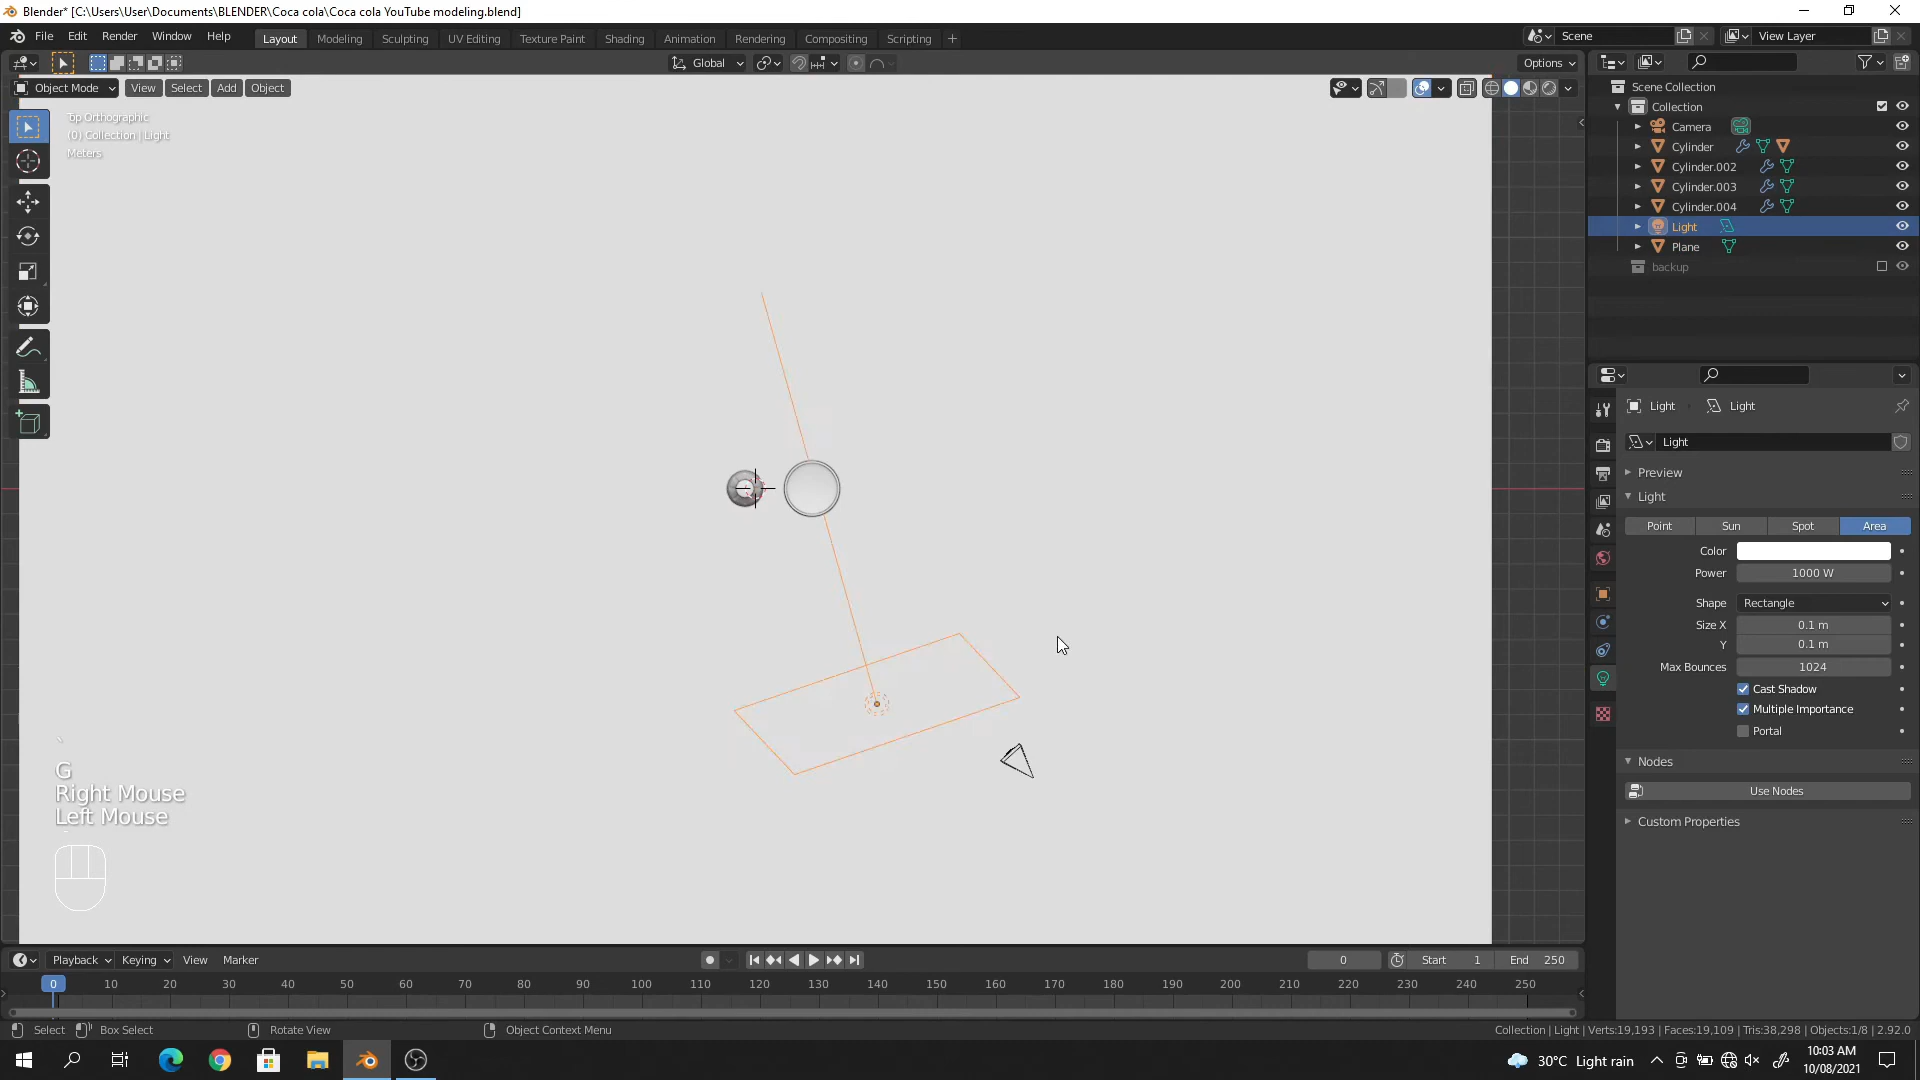 Blender* [C:\Users\User\Documents\BLENDER\Coca cola\Coca cola YouTube modeling.blend]
File Edit Render Window Help Layout Modeling Sculpting UV Editing Texture Paint Shading Animation Rendering Compositing Scripting Scene View Layer
Global Options
Object Mode View Select Add Object
Top Orthographic
(0) Collection | Light
Meters
Scene Collection
Collection
Camera
Cylinder
Cylinder.002
Cylinder.003
Cylinder.004
Light
Plane
backup
Light Light
Light
Preview
Light
Point Sun Spot Area
Color
Power 1000 W
Shape Rectangle
Size X 0.1 m
Y 0.1 m
Max Bounces 1024
Cast Shadow
Multiple Importance
Portal
Nodes
Use Nodes
Custom Properties
G
Right Mouse
Left Mouse
Playback Keying View Marker 0 Start 1 End 250
0 10 20 30 40 50 60 70 80 90 100 110 120 130 140 150 160 170 180 190 200 210 220 230 240 250
Select Box Select Rotate View Object Context Menu Collection | Light | Verts:19,193 | Faces:19,109 | Tris:38,298 | Objects:1/8 | 2.92.0
30°C Light rain 10:03 AM
10/08/2021